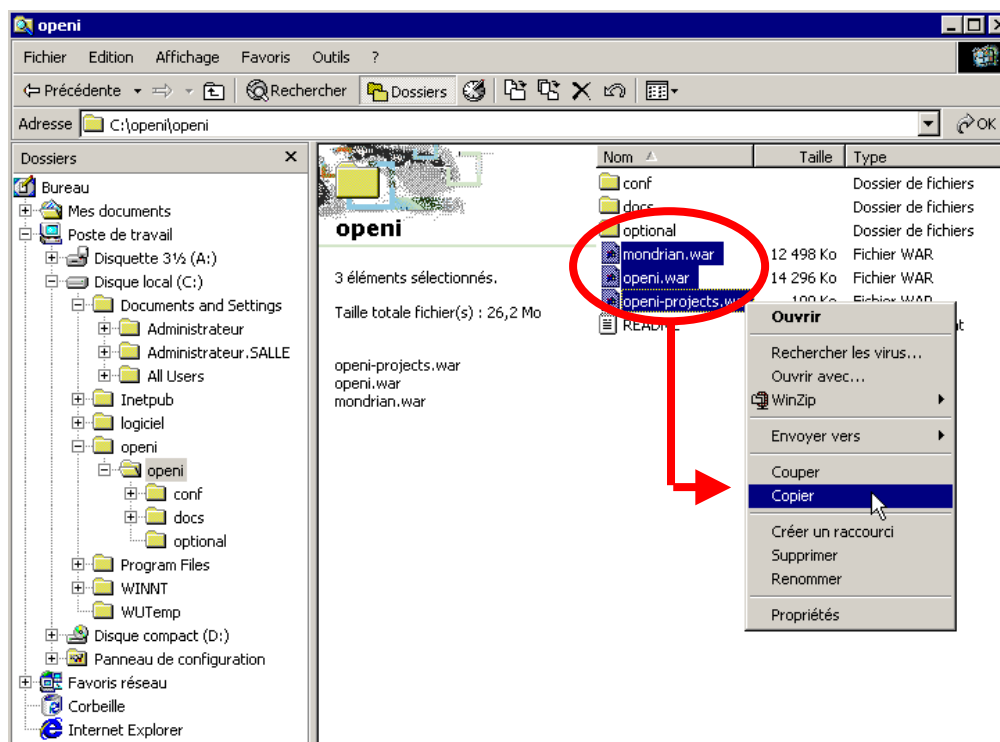 openi
Fichier Edition Affichage Favoris Outils ?
Précédente Rechercher Dossiers
Adresse C:\openi\openi OK
Dossiers
Bureau
Mes documents
Poste de travail
Disquette 3½ (A:)
Disque local (C:)
Documents and Settings
Administrateur
Administrateur.SALLE
All Users
Inetpub
logiciel
openi
openi
conf
docs
optional
Program Files
WINNT
WUTemp
Disque compact (D:)
Panneau de configuration
Favoris réseau
Corbeille
Internet Explorer
openi
3 éléments sélectionnés.
Taille totale fichier(s) : 26,2 Mo
openi-projects.war
openi.war
mondrian.war
Nom Taille Type
conf Dossier de fichiers
docs Dossier de fichiers
optional Dossier de fichiers
mondrian.war 12 498 Ko Fichier WAR
openi.war 14 296 Ko Fichier WAR
openi-projects.war Ko Fichier WAR
README
Ouvrir
Rechercher les virus...
Ouvrir avec...
WinZip
Envoyer vers
Couper
Copier
Créer un raccourci
Supprimer
Renommer
Propriétés